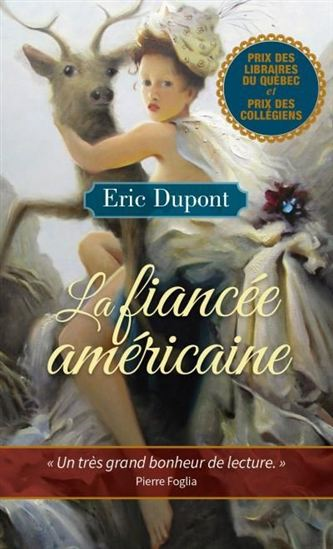 PRIX DES
LIBRAIRES
DU QUÉBEC
et
PRIX DES
COLLÉGIENS
Eric Dupont
La fiancée
américaine
« Un très grand bonheur de lecture. »
Pierre Foglia